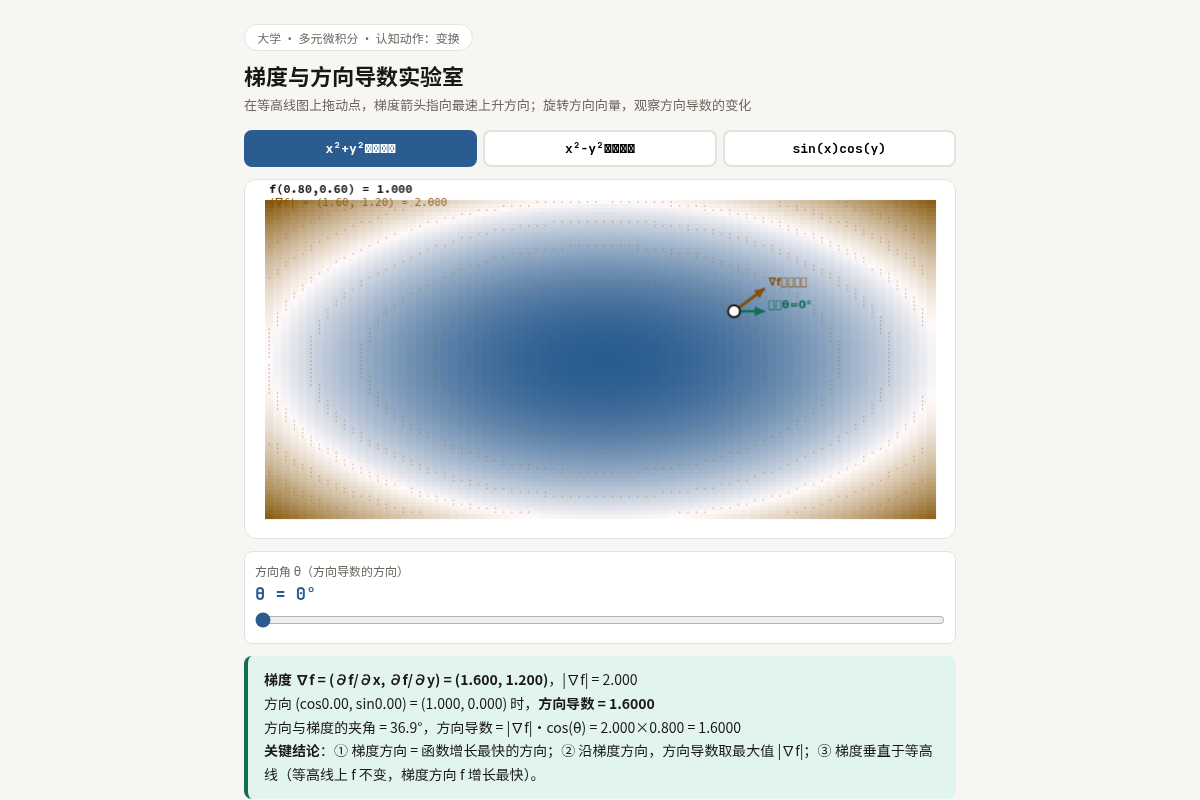 大学 · 多元微积分 · 认知动作：变换
梯度与方向导数实验室
在等高线图上拖动点，梯度箭头指向最速上升方向；旋转方向向量，观察方向导数的变化
x²+y²
x²-y²
sin(x)cos(y)
f(0.80,0.60) = 1.000
|∇f| = (1.60, 1.20) = 2.000
∇f
θ=0°
方向角 θ（方向导数的方向）
θ = 0°
梯度 ∇f = (∂f/∂x, ∂f/∂y) = (1.600, 1.200)，|∇f| = 2.000
方向 (cos0.00, sin0.00) = (1.000, 0.000) 时，方向导数 = 1.6000
方向与梯度的夹角 = 36.9°，方向导数 = |∇f|·cos(θ) = 2.000×0.800 = 1.6000
关键结论：① 梯度方向 = 函数增长最快的方向；② 沿梯度方向，方向导数取最大值 |∇f|；③ 梯度垂直于等高
线（等高线上 f 不变，梯度方向 f 增长最快）。